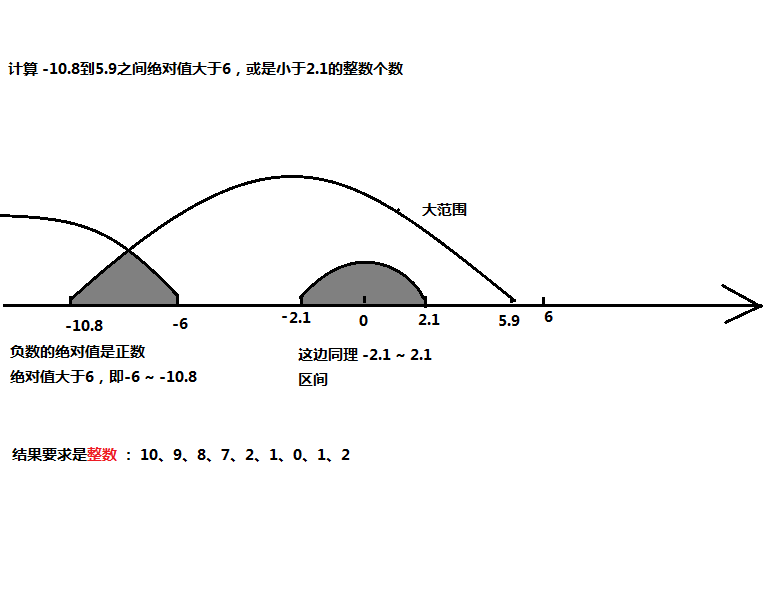 计算 -10.8到5.9之间绝对值大于6，或是小于2.1的整数个数
大范围
-10.8
-6
-2.1
0
2.1
5.9
6
负数的绝对值是正数
绝对值大于6，即-6 ~ -10.8
这边同理 -2.1 ~ 2.1
区间
结果要求是整数 ： 10、9、8、7、2、1、0、1、2